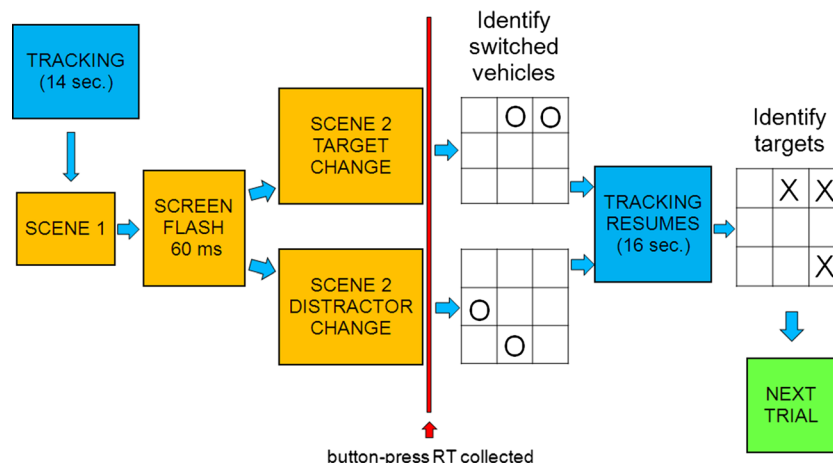 TRACKING
(14 sec.)
SCENE 1
SCREEN
FLASH
60 ms
SCENE 2
TARGET
CHANGE
SCENE 2
DISTRACTOR
CHANGE
button-press RT collected
Identify
switched
vehicles
O O
O
O
TRACKING
RESUMES
(16 sec.)
Identify
targets
X X
X
NEXT
TRIAL